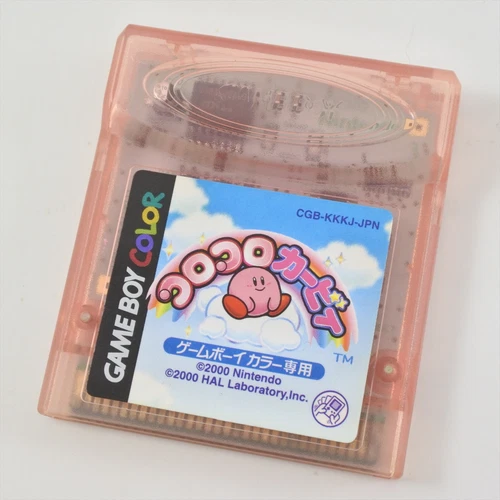 Nintendo
GAME BOY COLOR
CGB-KKKJ-JPN
コロコロカービィ
TM
ゲームボーイカラー専用
©2000 Nintendo
©2000 HAL Laboratory,Inc.